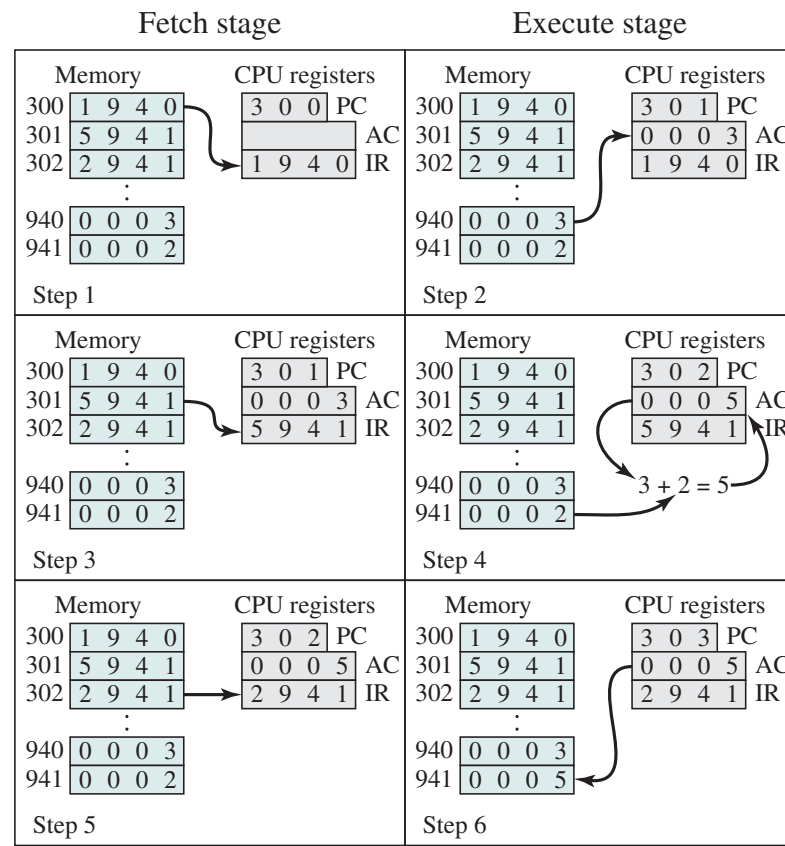 Fetch stage Execute stage
Memory CPU registers
300 1 9 4 0 3 0 0 PC
301 5 9 4 1 AC
302 2 9 4 1 1 9 4 0 IR
940 0 0 0 3
941 0 0 0 2
Step 1
Memory CPU registers
300 1 9 4 0 3 0 1 PC
301 5 9 4 1 0 0 0 3 AC
302 2 9 4 1 1 9 4 0 IR
940 0 0 0 3
941 0 0 0 2
Step 2
Memory CPU registers
300 1 9 4 0 3 0 1 PC
301 5 9 4 1 0 0 0 3 AC
302 2 9 4 1 5 9 4 1 IR
940 0 0 0 3
941 0 0 0 2
Step 3
Memory CPU registers
300 1 9 4 0 3 0 2 PC
301 5 9 4 1 0 0 0 5 AC
302 2 9 4 1 5 9 4 1 IR
940 0 0 0 3 3 + 2 = 5
941 0 0 0 2
Step 4
Memory CPU registers
300 1 9 4 0 3 0 2 PC
301 5 9 4 1 0 0 0 5 AC
302 2 9 4 1 2 9 4 1 IR
940 0 0 0 3
941 0 0 0 2
Step 5
Memory CPU registers
300 1 9 4 0 3 0 3 PC
301 5 9 4 1 0 0 0 5 AC
302 2 9 4 1 2 9 4 1 IR
940 0 0 0 3
941 0 0 0 5
Step 6